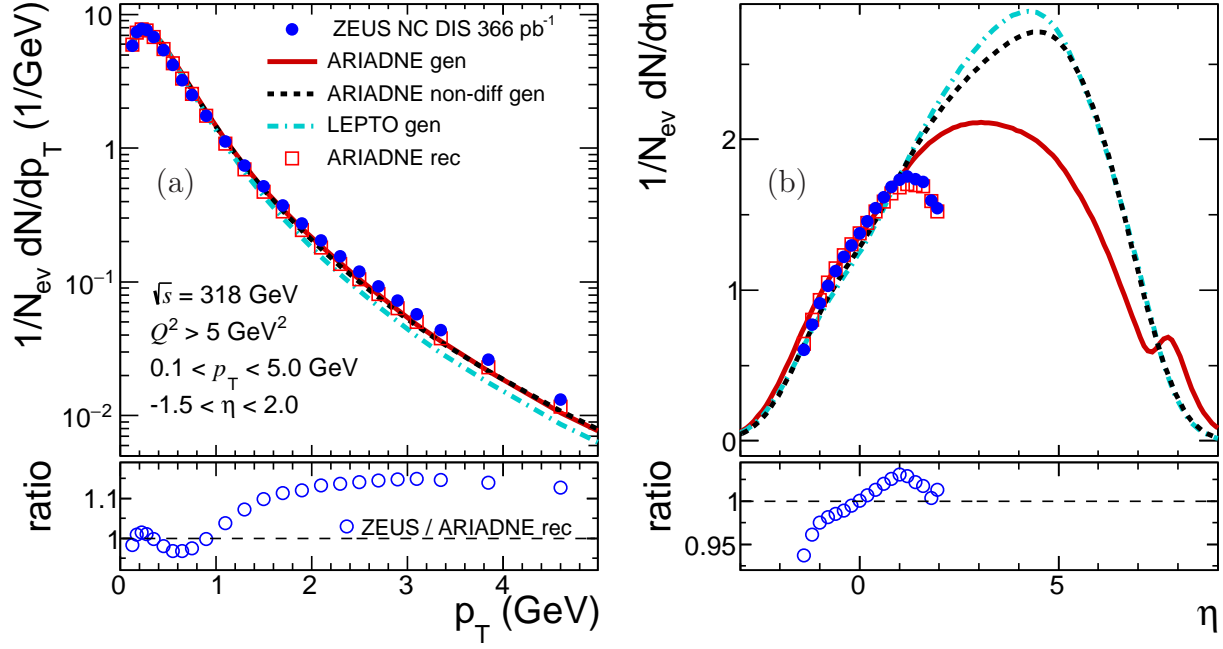 1/N_ev dN/dp_T (1/GeV)
10
1
10⁻¹
10⁻²
ZEUS NC DIS 366 pb⁻¹
ARIADNE gen
ARIADNE non-diff gen
LEPTO gen
ARIADNE rec
(a)
√s = 318 GeV
Q² > 5 GeV²
0.1 < p_T < 5.0 GeV
-1.5 < η < 2.0
ratio
1.1
1
ZEUS / ARIADNE rec
0 1 2 3 4
p_T (GeV)
1/N_ev dN/dη
2
1
0
(b)
ratio
1
0.95
0 5
η